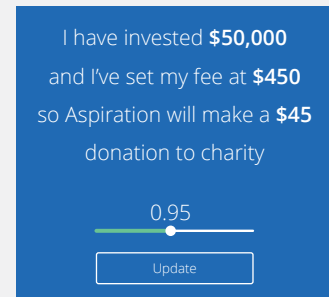 I have invested $50,000
and I've set my fee at $450
so Aspiration will make a $45
donation to charity
0.95
Update